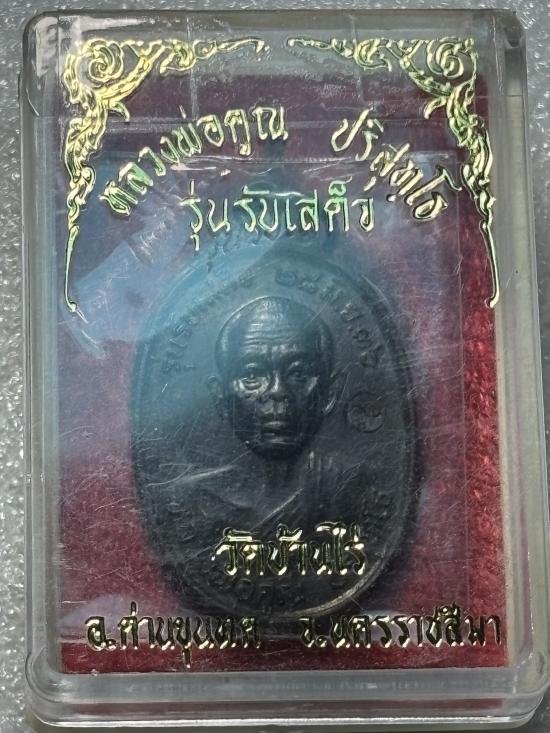 หลวงพ่อคูณ ปริสุทฺโธ
รุ่นรับเสด็จ
วัดบ้านไร่
อ.ด่านขุนทด จ.นครราชสีมา